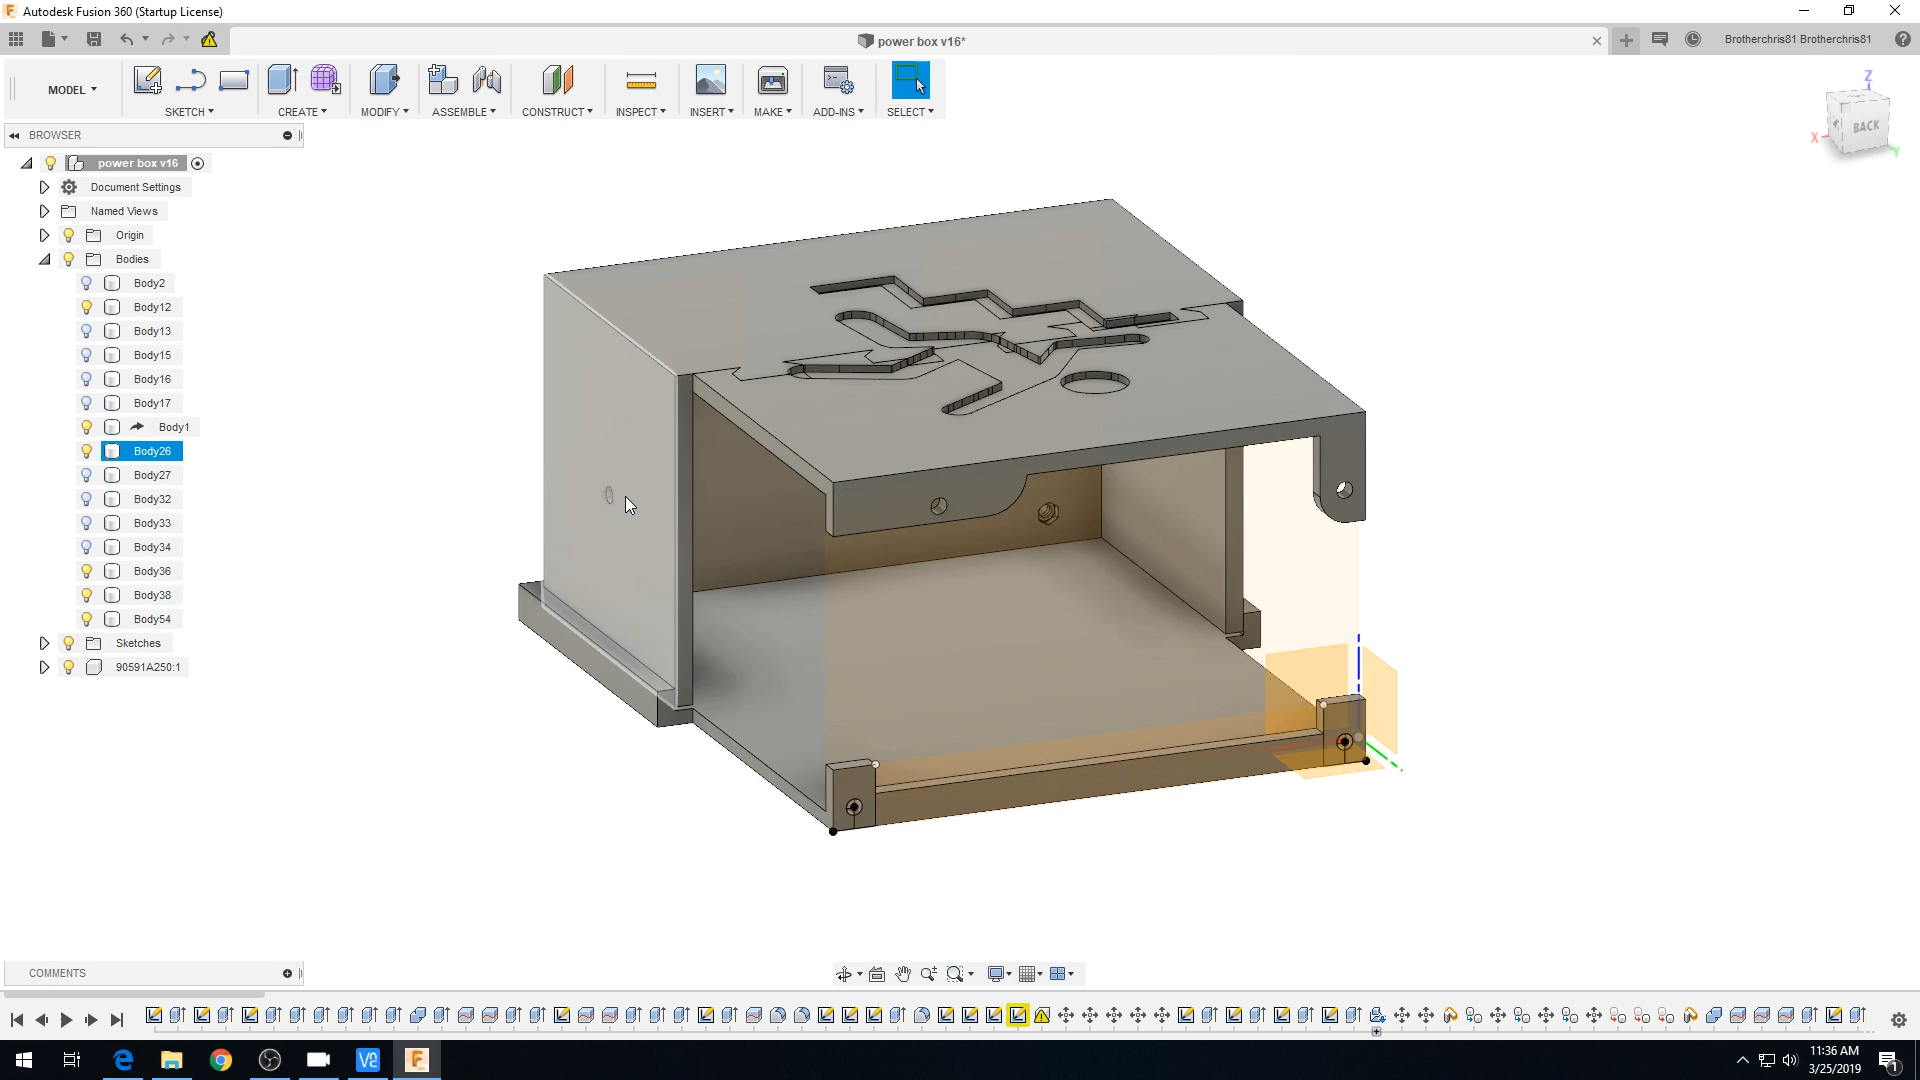 Autodesk Fusion 360 (Startup License)
power box v16*
Brotherchris81 Brotherchris81
MODEL
SKETCH
CREATE
MODIFY
ASSEMBLE
CONSTRUCT
INSPECT
INSERT
MAKE
ADD-INS
SELECT
Z
BACK
X
Y
BROWSER
power box v16
Document Settings
Named Views
Origin
Bodies
Body2
Body12
Body13
Body15
Body16
Body17
Body1
Body26
Body27
Body32
Body33
Body34
Body36
Body38
Body54
Sketches
90591A250:1
COMMENTS
11:36 AM
3/25/2019
1